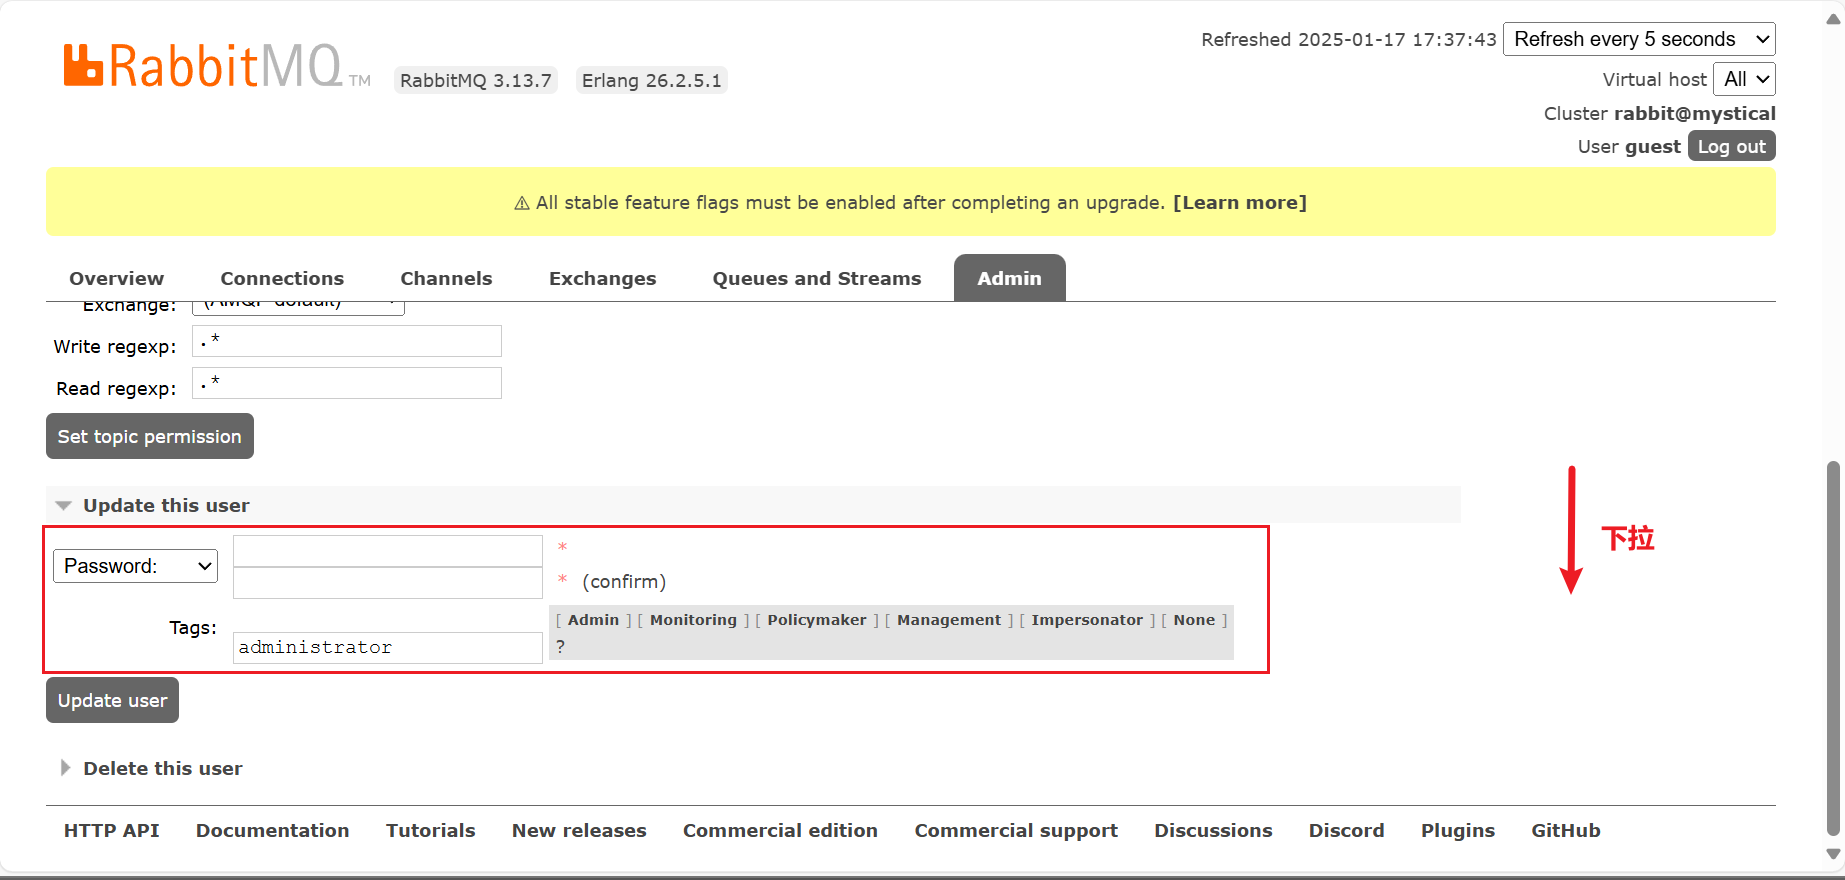 Refreshed 2025-01-17 17:37:43 Refresh every 5 seconds
RabbitMQ TM RabbitMQ 3.13.7 Erlang 26.2.5.1
Virtual host All
Cluster rabbit@mystical
User guest Log out
⚠ All stable feature flags must be enabled after completing an upgrade. [Learn more]
Overview Connections Channels Exchanges Queues and Streams Admin
Exchange: (AMQP default)
Write regexp: .*
Read regexp: .*
Set topic permission
Update this user
Password: *
* (confirm)
Tags: [ Admin ] [ Monitoring ] [ Policymaker ] [ Management ] [ Impersonator ] [ None ]
administrator ?
下拉
Update user
Delete this user
HTTP API Documentation Tutorials New releases Commercial edition Commercial support Discussions Discord Plugins GitHub